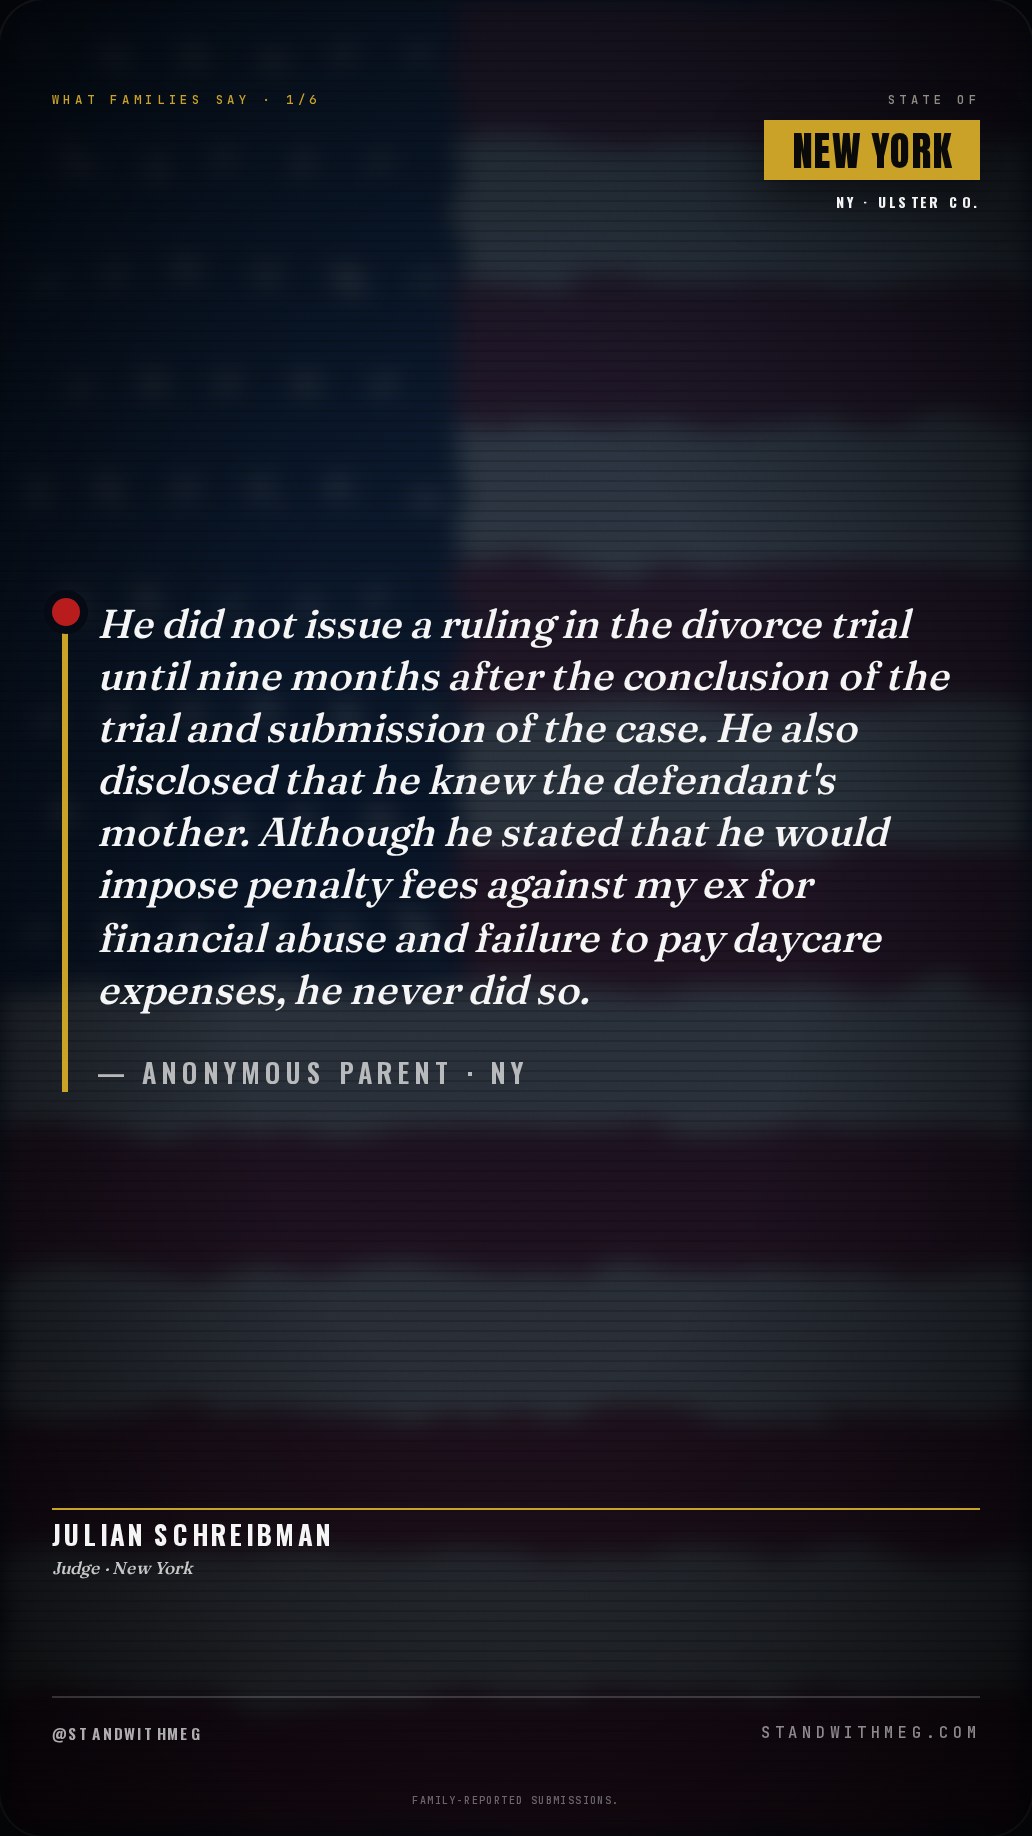 WHAT FAMILIES SAY · 1/6
STATE OF
NEW YORK
NY · ULSTER CO.
He did not issue a ruling in the divorce trial
until nine months after the conclusion of the
trial and submission of the case. He also
disclosed that he knew the defendant's
mother. Although he stated that he would
impose penalty fees against my ex for
financial abuse and failure to pay daycare
expenses, he never did so.
— ANONYMOUS PARENT · NY
JULIAN SCHREIBMAN
Judge · New York
@STANDWITHMEG
STANDWITHMEG.COM
FAMILY-REPORTED SUBMISSIONS.